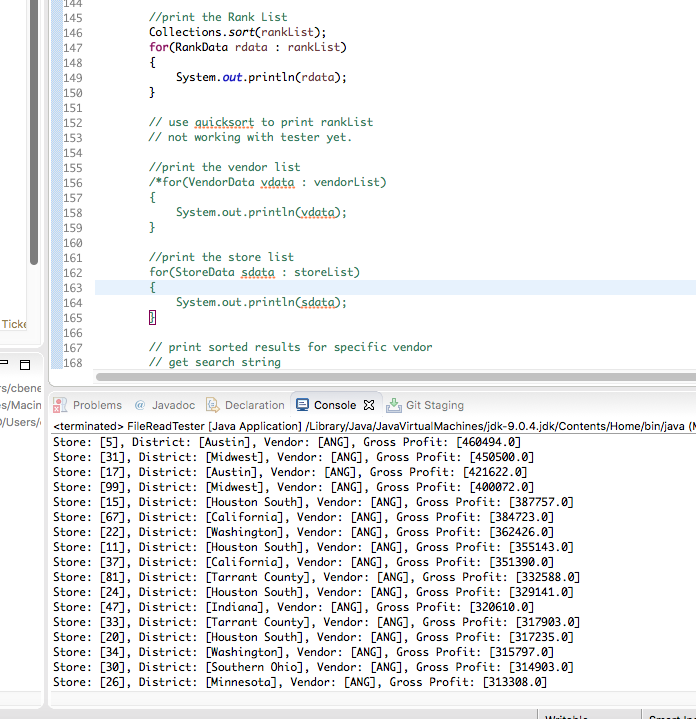 144
145 //print the Rank List
146 Collections.sort(rankList);
147 for(RankData rdata : rankList)
148 {
149 System.out.println(rdata);
150 }
151
152 // use quicksort to print rankList
153 // not working with tester yet.
154
155 //print the vendor list
156 /*for(VendorData vdata : vendorList)
157 {
158 System.out.println(vdata);
159 }
160
161 //print the store list
162 for(StoreData sdata : storeList)
163 {
164 System.out.println(sdata);
165 }
166
167 // print sorted results for specific vendor
168 // get search string
Ticke
rs/cbene
es/Macin
D/Users/
Problems @ Javadoc Declaration Console Git Staging
<terminated> FileReadTester [Java Application] /Library/Java/JavaVirtualMachines/jdk-9.0.4.jdk/Contents/Home/bin/java (M
Store: [5], District: [Austin], Vendor: [ANG], Gross Profit: [460494.0]
Store: [31], District: [Midwest], Vendor: [ANG], Gross Profit: [450500.0]
Store: [17], District: [Austin], Vendor: [ANG], Gross Profit: [421622.0]
Store: [99], District: [Midwest], Vendor: [ANG], Gross Profit: [400072.0]
Store: [15], District: [Houston South], Vendor: [ANG], Gross Profit: [387757.0]
Store: [67], District: [California], Vendor: [ANG], Gross Profit: [384723.0]
Store: [22], District: [Washington], Vendor: [ANG], Gross Profit: [362426.0]
Store: [11], District: [Houston South], Vendor: [ANG], Gross Profit: [355143.0]
Store: [37], District: [California], Vendor: [ANG], Gross Profit: [351390.0]
Store: [81], District: [Tarrant County], Vendor: [ANG], Gross Profit: [332588.0]
Store: [24], District: [Houston South], Vendor: [ANG], Gross Profit: [329141.0]
Store: [47], District: [Indiana], Vendor: [ANG], Gross Profit: [320610.0]
Store: [33], District: [Tarrant County], Vendor: [ANG], Gross Profit: [317903.0]
Store: [20], District: [Houston South], Vendor: [ANG], Gross Profit: [317235.0]
Store: [34], District: [Washington], Vendor: [ANG], Gross Profit: [315797.0]
Store: [30], District: [Southern Ohio], Vendor: [ANG], Gross Profit: [314903.0]
Store: [26], District: [Minnesota], Vendor: [ANG], Gross Profit: [313308.0]